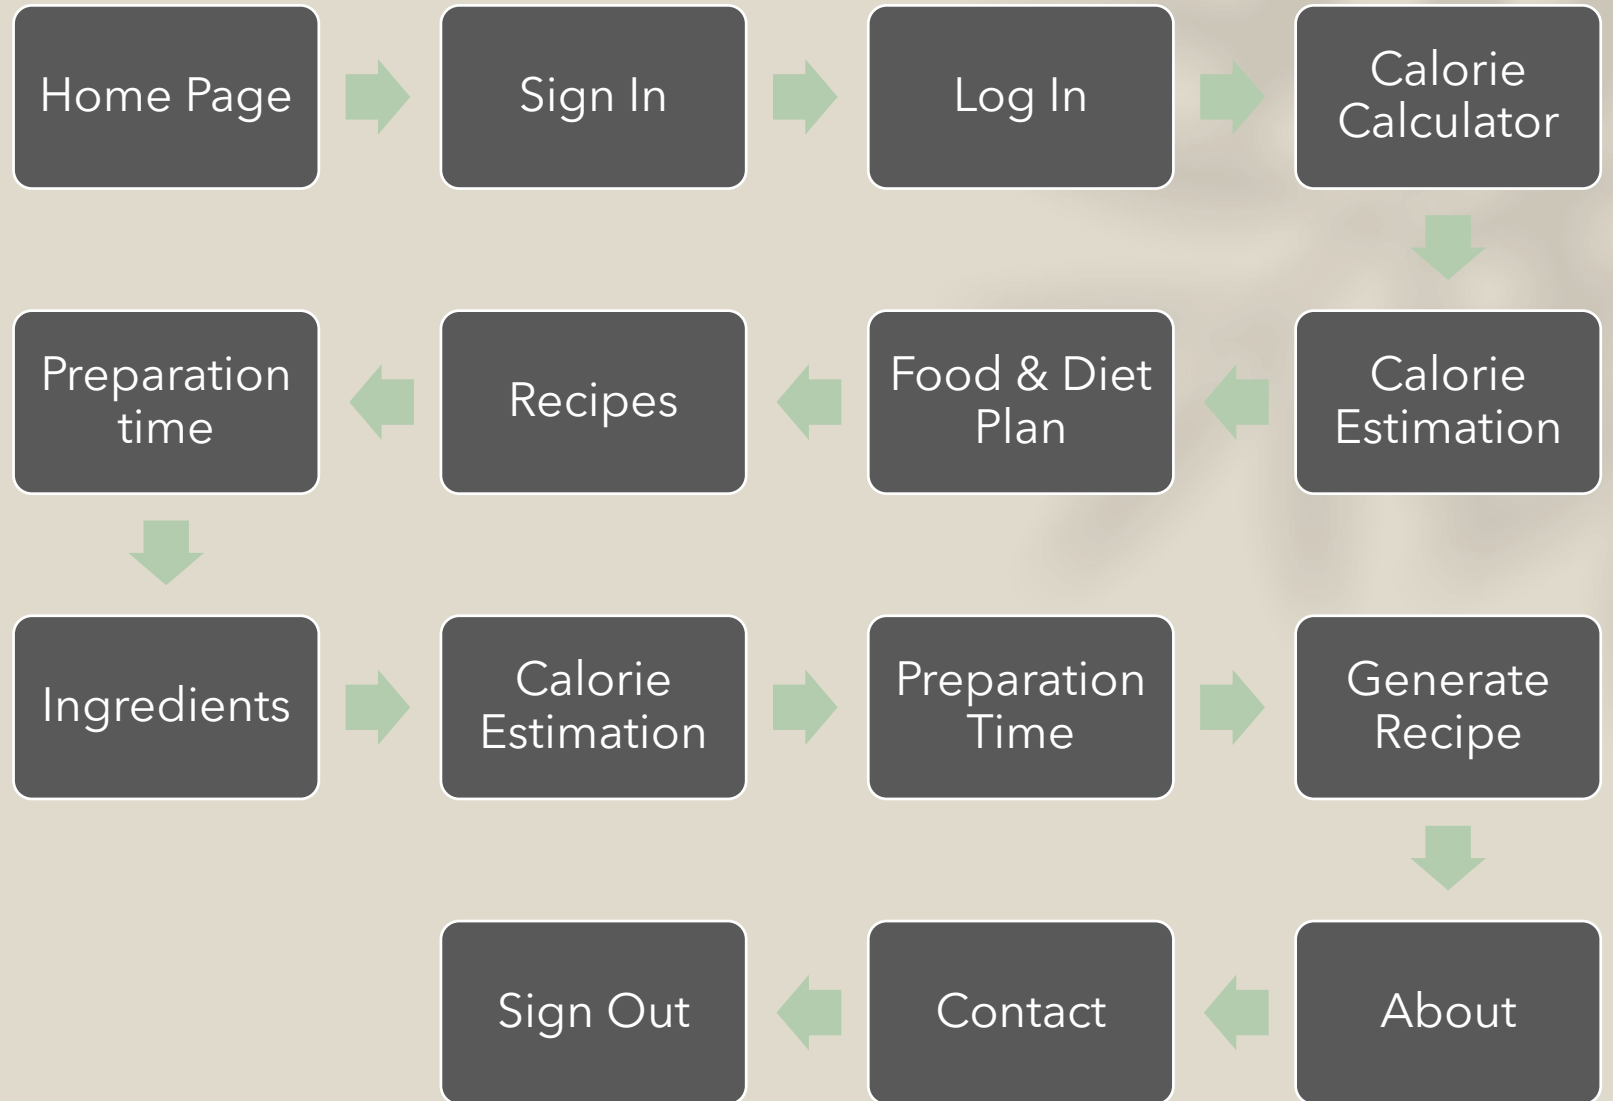 Home Page
Sign In
Log In
Calorie
Calculator
Calorie
Estimation
Food & Diet
Plan
Recipes
Preparation
time
Ingredients
Calorie
Estimation
Preparation
Time
Generate
Recipe
About
Contact
Sign Out